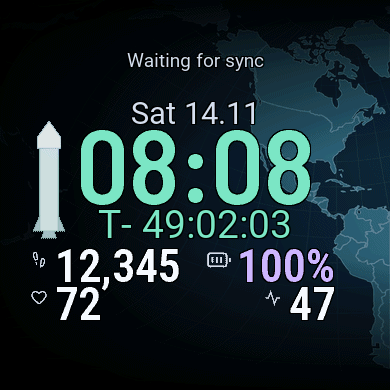 Waiting for sync
Sat 14.11
08:08
T- 49:02:03
12,345 100%
72 47